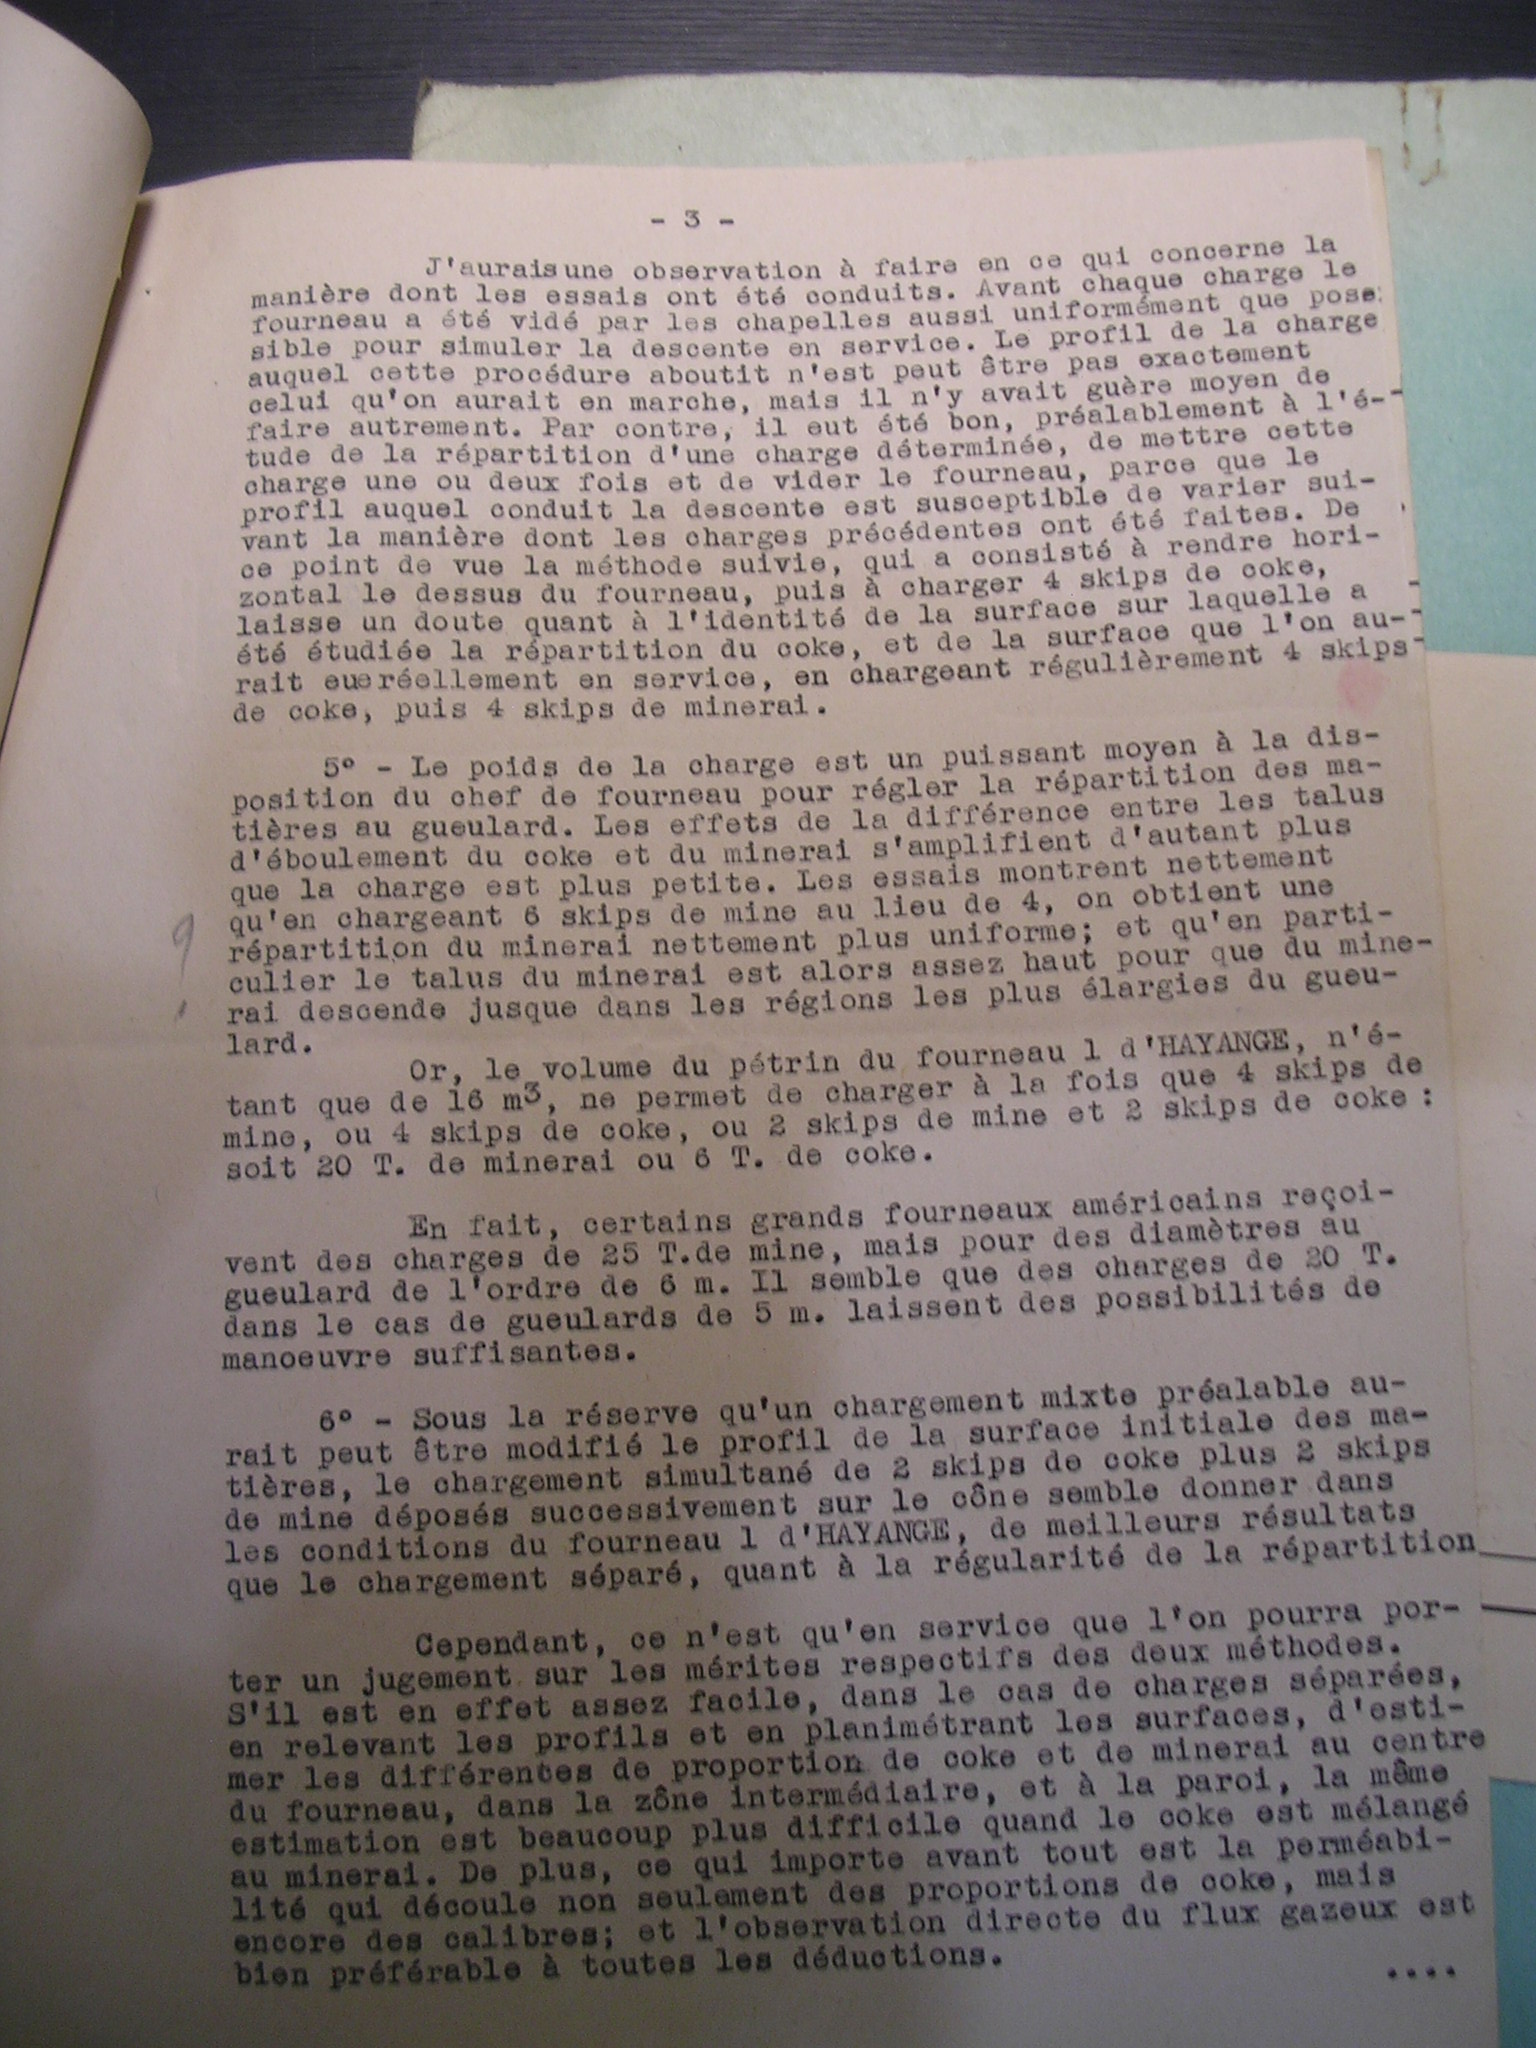 - 3 -
J'auraisune observation à faire en ce qui concerne la
manière dont les essais ont été conduits. Avant chaque charge le
fourneau a été vidé par les chapelles aussi uniformément que pos-
sible pour simuler la descente en service. Le profil de la charge
auquel cette procédure aboutit n'est peut être pas exactement
celui qu'on aurait en marche, mais il n'y avait guère moyen de
faire autrement. Par contre, il eut été bon, préalablement à l'é-
tude de la répartition d'une charge déterminée, de mettre cette
charge une ou deux fois et de vider le fourneau, parce que le
profil auquel conduit la descente est susceptible de varier sui-
vant la manière dont les charges précédentes ont été faites. De
ce point de vue la méthode suivie, qui a consisté à rendre hori-
zontal le dessus du fourneau, puis à charger 4 skips de coke,
laisse un doute quant à l'identité de la surface sur laquelle a
été étudiée la répartition du coke, et de la surface que l'on au-
rait eue réellement en service, en chargeant régulièrement 4 skips
de coke, puis 4 skips de minerai.
5° - Le poids de la charge est un puissant moyen à la dis-
position du chef de fourneau pour régler la répartition des ma-
tières au gueulard. Les effets de la différence entre les talus
d'éboulement du coke et du minerai s'amplifient d'autant plus
que la charge est plus petite. Les essais montrent nettement
qu'en chargeant 6 skips de mine au lieu de 4, on obtient une
répartition du minerai nettement plus uniforme; et qu'en parti-
culier le talus du minerai est alors assez haut pour que du mine-
rai descende jusque dans les régions les plus élargies du gueu-
lard.
Or, le volume du pétrin du fourneau 1 d'HAYANGE, n'é-
tant que de 16 m3, ne permet de charger à la fois que 4 skips de
mine, ou 4 skips de coke, ou 2 skips de mine et 2 skips de coke :
soit 20 T. de minerai ou 6 T. de coke.
En fait, certains grands fourneaux américains reçoi-
vent des charges de 25 T.de mine, mais pour des diamètres au
gueulard de l'ordre de 6 m. Il semble que des charges de 20 T.
dans le cas de gueulards de 5 m. laissent des possibilités de
manoeuvre suffisantes.
6° - Sous la réserve qu'un chargement mixte préalable au-
rait peut être modifié le profil de la surface initiale des ma-
tières, le chargement simultané de 2 skips de coke plus 2 skips
de mine déposés successivement sur le cône semble donner dans
les conditions du fourneau 1 d'HAYANGE, de meilleurs résultats
que le chargement séparé, quant à la régularité de la répartition
Cependant, ce n'est qu'en service que l'on pourra por-
ter un jugement sur les mérites respectifs des deux méthodes.
S'il est en effet assez facile, dans le cas de charges séparées,
en relevant les profils et en planimétrant les surfaces, d'esti-
mer les différences de proportion de coke et de minerai au centre
du fourneau, dans la zône intermédiaire, et à la paroi, la même
estimation est beaucoup plus difficile quand le coke est mélangé
au minerai. De plus, ce qui importe avant tout est la perméabi-
lité qui découle non seulement des proportions de coke, mais
encore des calibres; et l'observation directe du flux gazeux est
bien préférable à toutes les déductions.
....